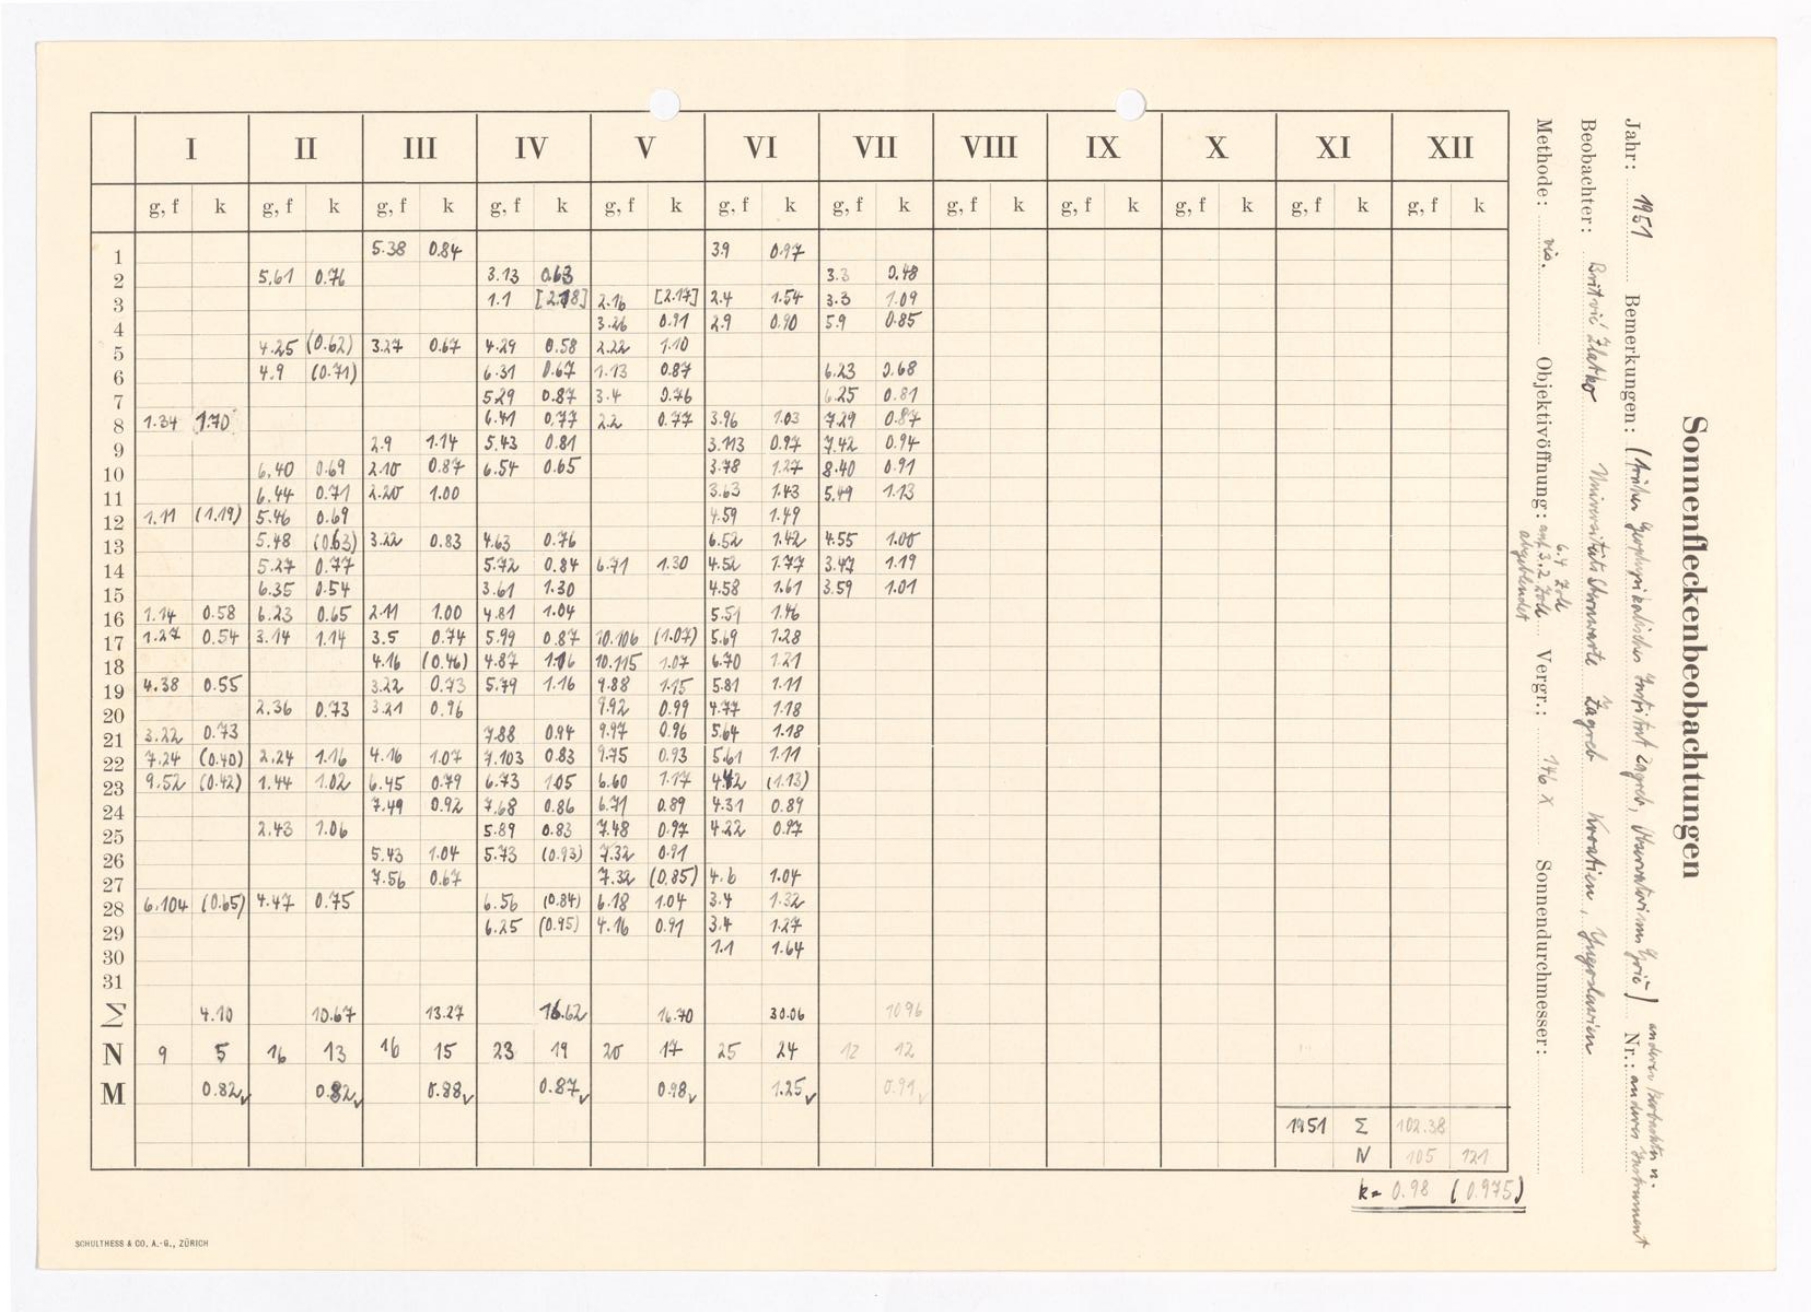 Sonnenfleckenbeobachtungen
Jahr: 1951 Bemerkungen: (früher Geophysikalisches Institut Zagreb, Observatorium Grič) anderer Beobachter u.
Nr.: anderes Instrument
Beobachter: Britvić Zlatko Universitäts Sternwarte Zagreb Kroatien, Yugoslawien
Methode: vis. Objektivöffnung: 6.4 Zoll auf 3.2 Zoll abgeblendet Vergr.: 146 X Sonnendurchmesser:
I II III IV V VI VII VIII IX X XI XII
g, f k g, f k g, f k g, f k g, f k g, f k g, f k g, f k g, f k g, f k g, f k g, f k
1 5.38 0.84 3.9 0.97
2 5.61 0.76 3.13 0.63 3.3 0.48
3 1.1 [2.18] 2.16 [2.17] 2.4 1.54 3.3 1.09
4 3.26 0.91 2.9 0.90 5.9 0.85
5 4.25 (0.62) 3.27 0.67 4.29 0.58 2.22 1.10
6 4.9 (0.71) 6.31 0.67 1.13 0.87 6.23 0.68
7 5.29 0.87 3.4 0.76 6.25 0.81
8 1.34 1.70 6.41 0.77 2.2 0.77 3.96 1.03 7.29 0.87
9 2.9 1.14 5.43 0.81 3.113 0.97 7.42 0.94
10 6.40 0.69 2.10 0.87 6.54 0.65 3.78 1.27 8.40 0.91
11 6.44 0.71 2.20 1.00 3.63 1.43 5.49 1.13
12 1.11 (1.19) 5.46 0.69 4.59 1.49
13 5.48 (0.63) 3.22 0.83 4.63 0.76 6.52 1.42 4.55 1.00
14 5.27 0.77 5.72 0.84 6.71 1.30 4.52 1.77 3.47 1.19
15 6.35 0.54 3.61 1.30 4.58 1.61 3.59 1.01
16 1.14 0.58 6.23 0.65 2.11 1.00 4.81 1.04 5.51 1.46
17 1.27 0.54 3.14 1.14 3.5 0.74 5.99 0.87 10.106 (1.07) 5.69 1.28
18 4.16 (0.46) 4.87 1.06 10.115 1.07 6.70 1.21
19 4.38 0.55 3.22 0.73 5.79 1.16 9.88 1.15 5.81 1.11
20 2.36 0.73 3.21 0.96 9.92 0.99 4.77 1.18
21 3.22 0.73 7.88 0.94 9.97 0.96 5.64 1.18
22 7.24 (0.40) 2.24 1.16 4.16 1.07 7.103 0.83 9.75 0.93 5.61 1.11
23 9.52 (0.42) 1.44 1.02 6.45 0.79 6.73 1.05 6.60 1.17 4.42 (1.13)
24 7.49 0.92 7.68 0.86 6.71 0.89 4.31 0.89
25 2.43 1.06 5.89 0.83 7.48 0.97 4.22 0.97
26 5.43 1.04 5.73 (0.93) 7.32 0.91
27 7.56 0.67 7.32 (0.85) 4.6 1.04
28 6.104 (0.65) 4.47 0.75 6.56 (0.84) 6.18 1.04 3.4 1.32
29 6.25 (0.95) 4.16 0.91 3.4 1.27
30 1.1 1.64
31
Σ 4.10 10.67 13.27 16.62 16.70 30.06 10.96
N 9 5 16 13 16 15 23 19 20 17 25 24 12 12
M 0.82 0.82 0.88 0.87 0.98 1.25 0.91
1951 Σ 102.38
N 105 121
k= 0.98 (0.975)
SCHULTHESS & CO. A.-G., ZÜRICH